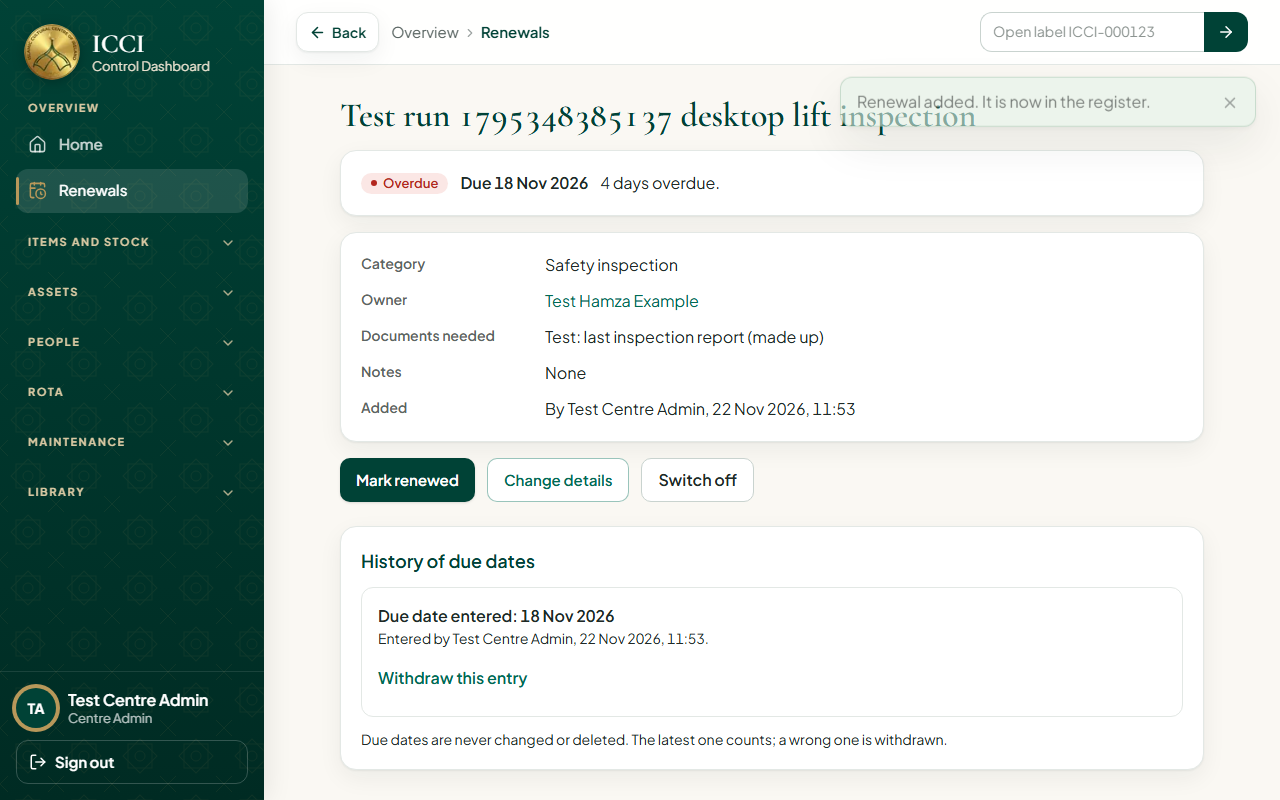 ICCI
Control Dashboard
OVERVIEW
Home
Renewals
ITEMS AND STOCK
ASSETS
PEOPLE
ROTA
MAINTENANCE
LIBRARY
TA
Test Centre Admin
Centre Admin
Sign out
Back
Overview › Renewals
Open label ICCI-000123
Renewal added. It is now in the register.
Test run 1795348385137 desktop lift inspection
Overdue Due 18 Nov 2026 4 days overdue.
Category Safety inspection
Owner Test Hamza Example
Documents needed Test: last inspection report (made up)
Notes None
Added By Test Centre Admin, 22 Nov 2026, 11:53
Mark renewed Change details Switch off
History of due dates
Due date entered: 18 Nov 2026
Entered by Test Centre Admin, 22 Nov 2026, 11:53.
Withdraw this entry
Due dates are never changed or deleted. The latest one counts; a wrong one is withdrawn.